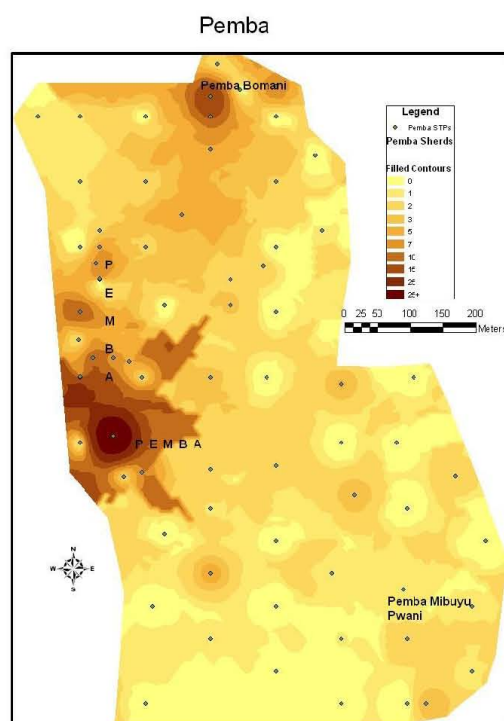 Pemba
Pemba Bomani
Legend
Pemba STPs
Pemba Sherds
Filled Contours
0
1
2
3
5
7
10
15
25
25+
P
E
M
B
A
0 25 50 100 150 200
Meters
PEMBA
N
W E
S
Pemba Mibuyu
Pwani